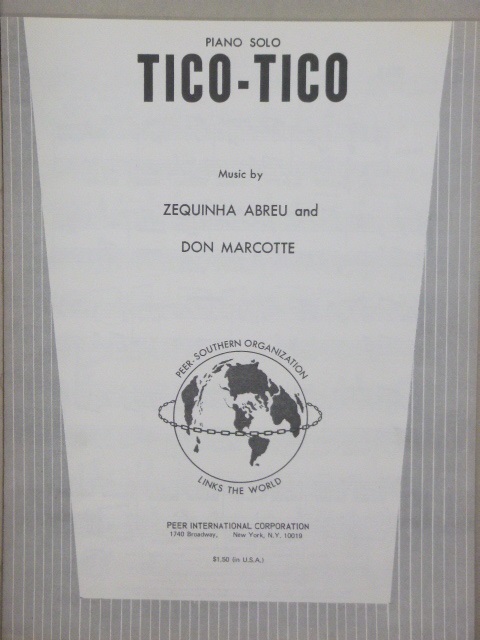 PIANO SOLO
TICO-TICO
Music by
ZEQUINHA ABREU and
DON MARCOTTE
PEER-SOUTHERN ORGANIZATION
LINKS THE WORLD
PEER INTERNATIONAL CORPORATION
1740 Broadway, New York, N.Y. 10019
$1.50 (in U.S.A.)